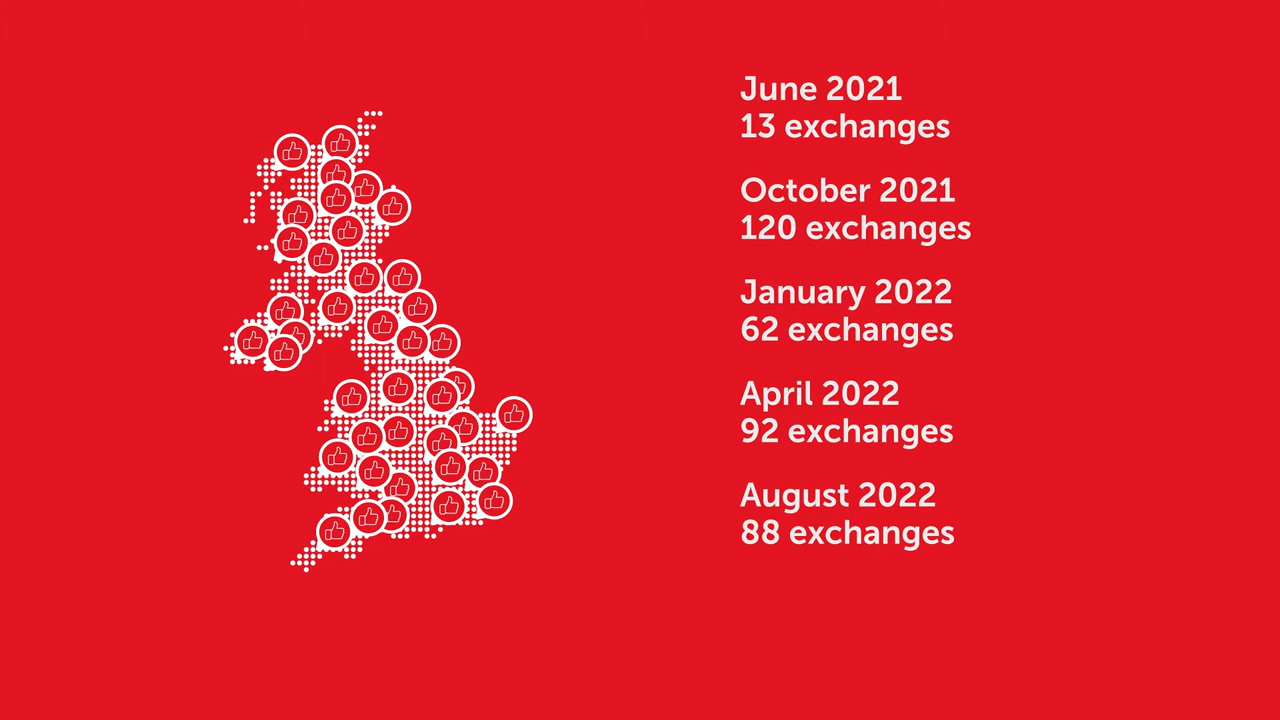 June 2021
13 exchanges
October 2021
120 exchanges
January 2022
62 exchanges
April 2022
92 exchanges
August 2022
88 exchanges